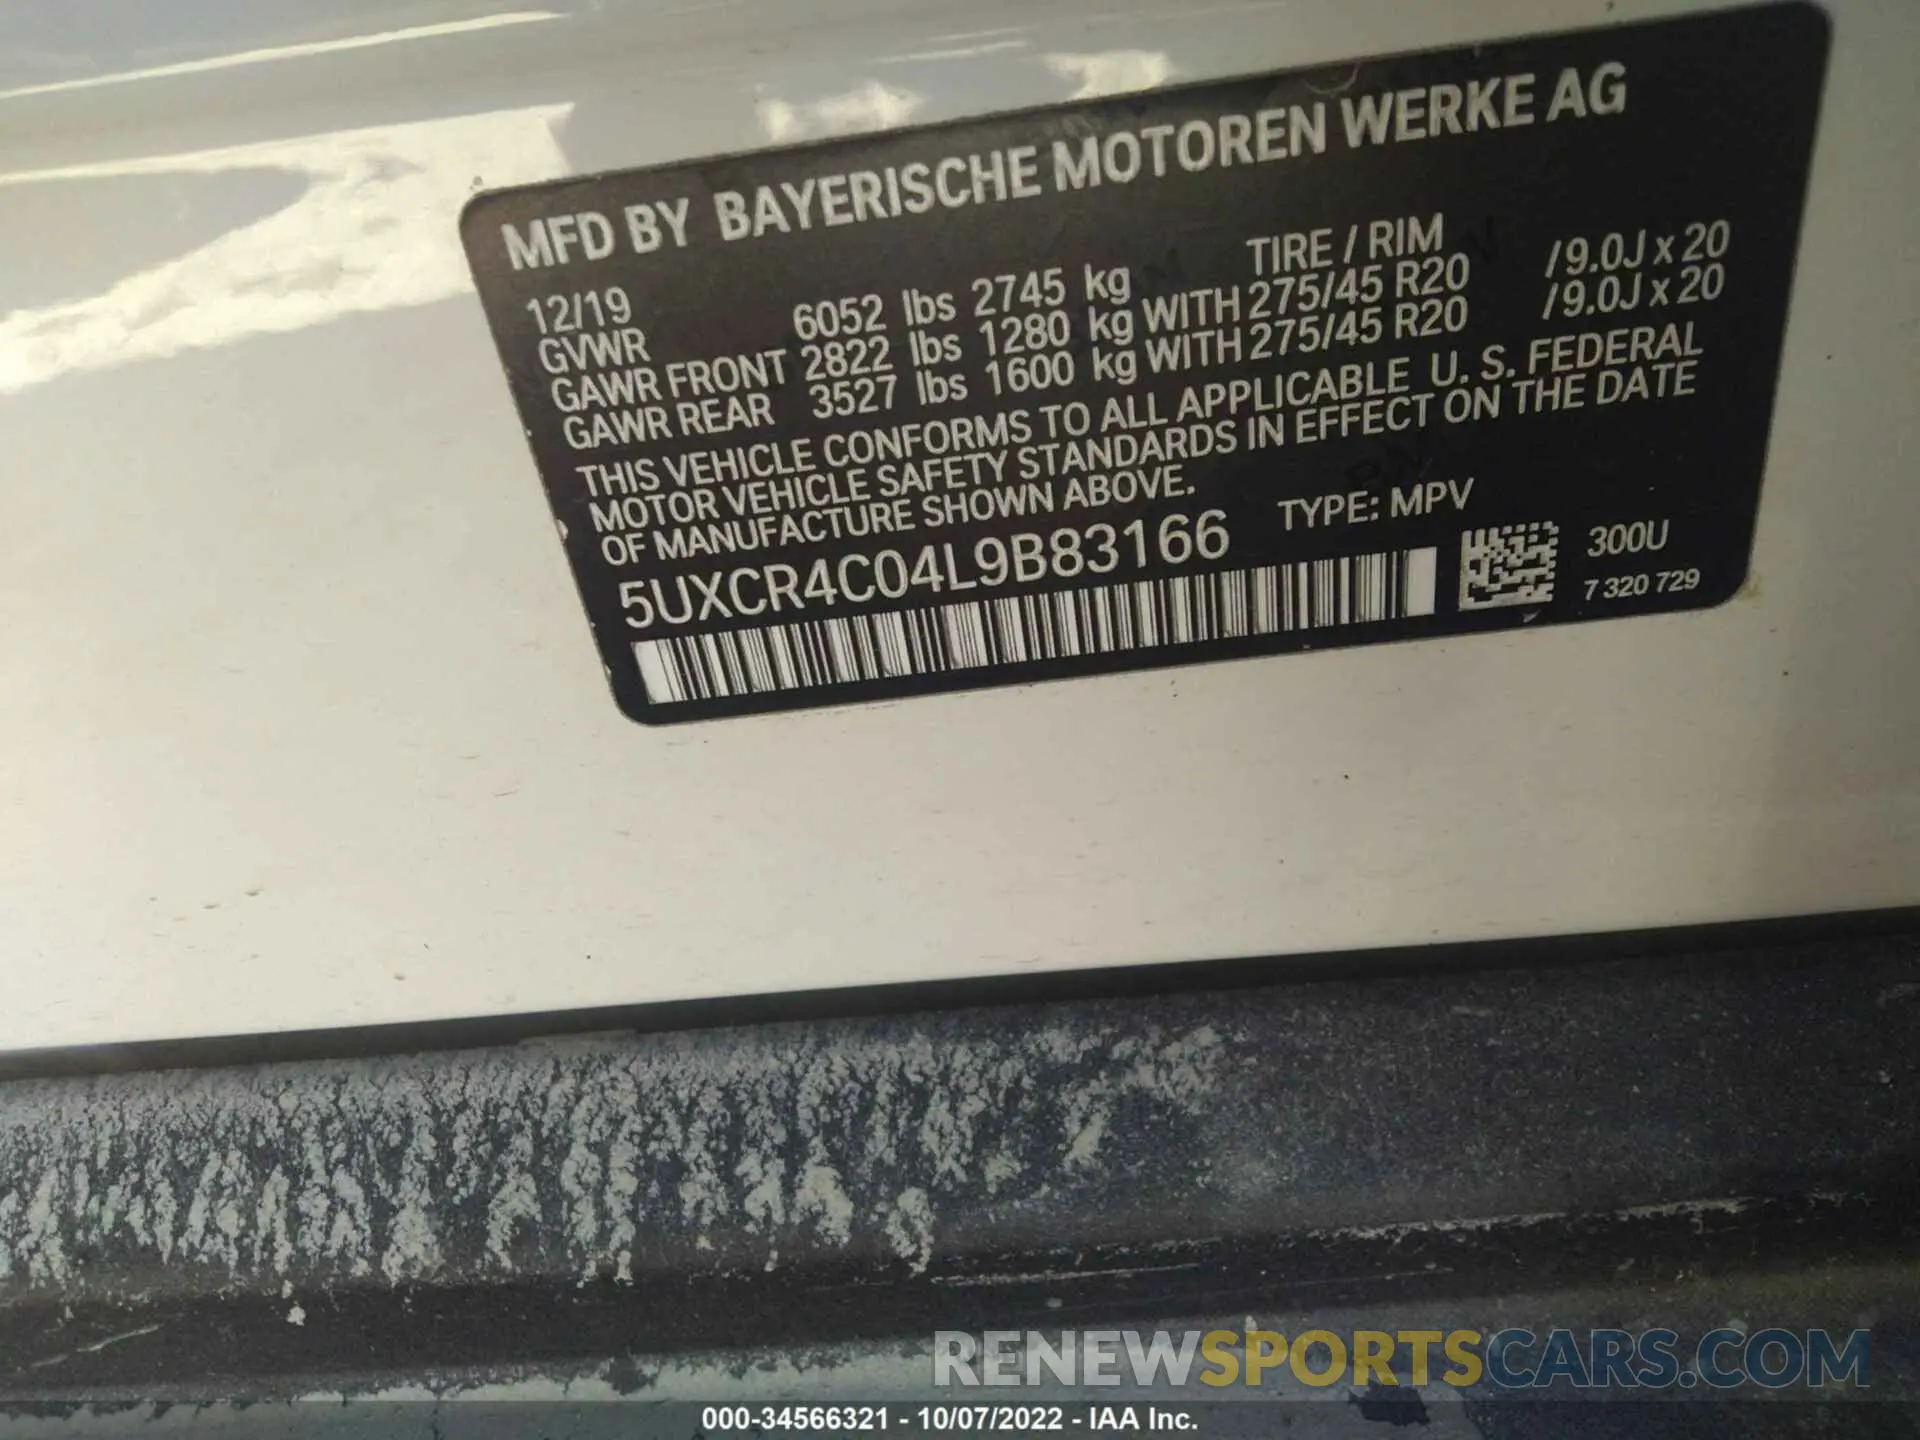 MFD BY BAYERISCHE MOTOREN WERKE AG
12/19 TIRE / RIM
GVWR 6052 lbs 2745 kg
GAWR FRONT 2822 lbs 1280 kg WITH 275/45 R20 /9.0J x 20
GAWR REAR 3527 lbs 1600 kg WITH 275/45 R20 /9.0J x 20
THIS VEHICLE CONFORMS TO ALL APPLICABLE U. S. FEDERAL
MOTOR VEHICLE SAFETY STANDARDS IN EFFECT ON THE DATE
OF MANUFACTURE SHOWN ABOVE.
5UXCR4C04L9B83166 TYPE: MPV
300U
7 320 729
RENEWSPORTSCARS.COM
000-34566321 - 10/07/2022 - IAA Inc.